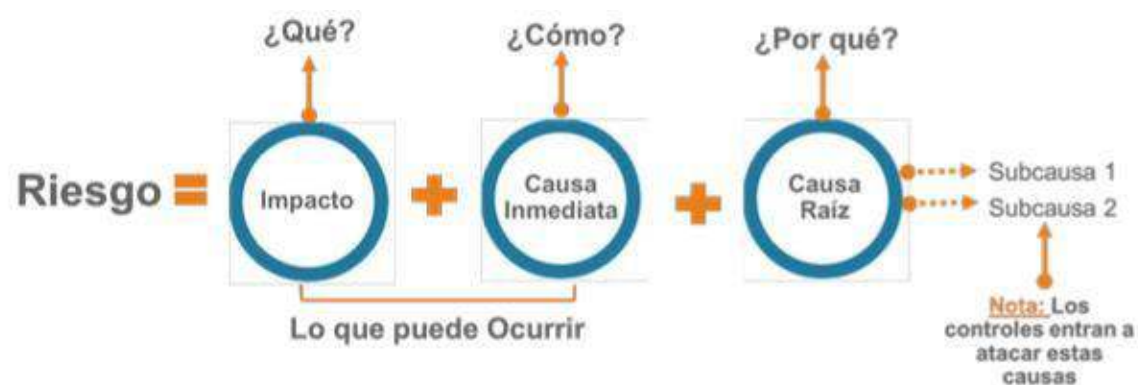 ¿Qué?
¿Cómo?
¿Por qué?
Riesgo =
Impacto
+
Causa
Inmediata
+
Causa
Raíz
Subcausa 1
Subcausa 2
Lo que puede Ocurrir
Nota: Los
controles entran a
atacar estas
causas